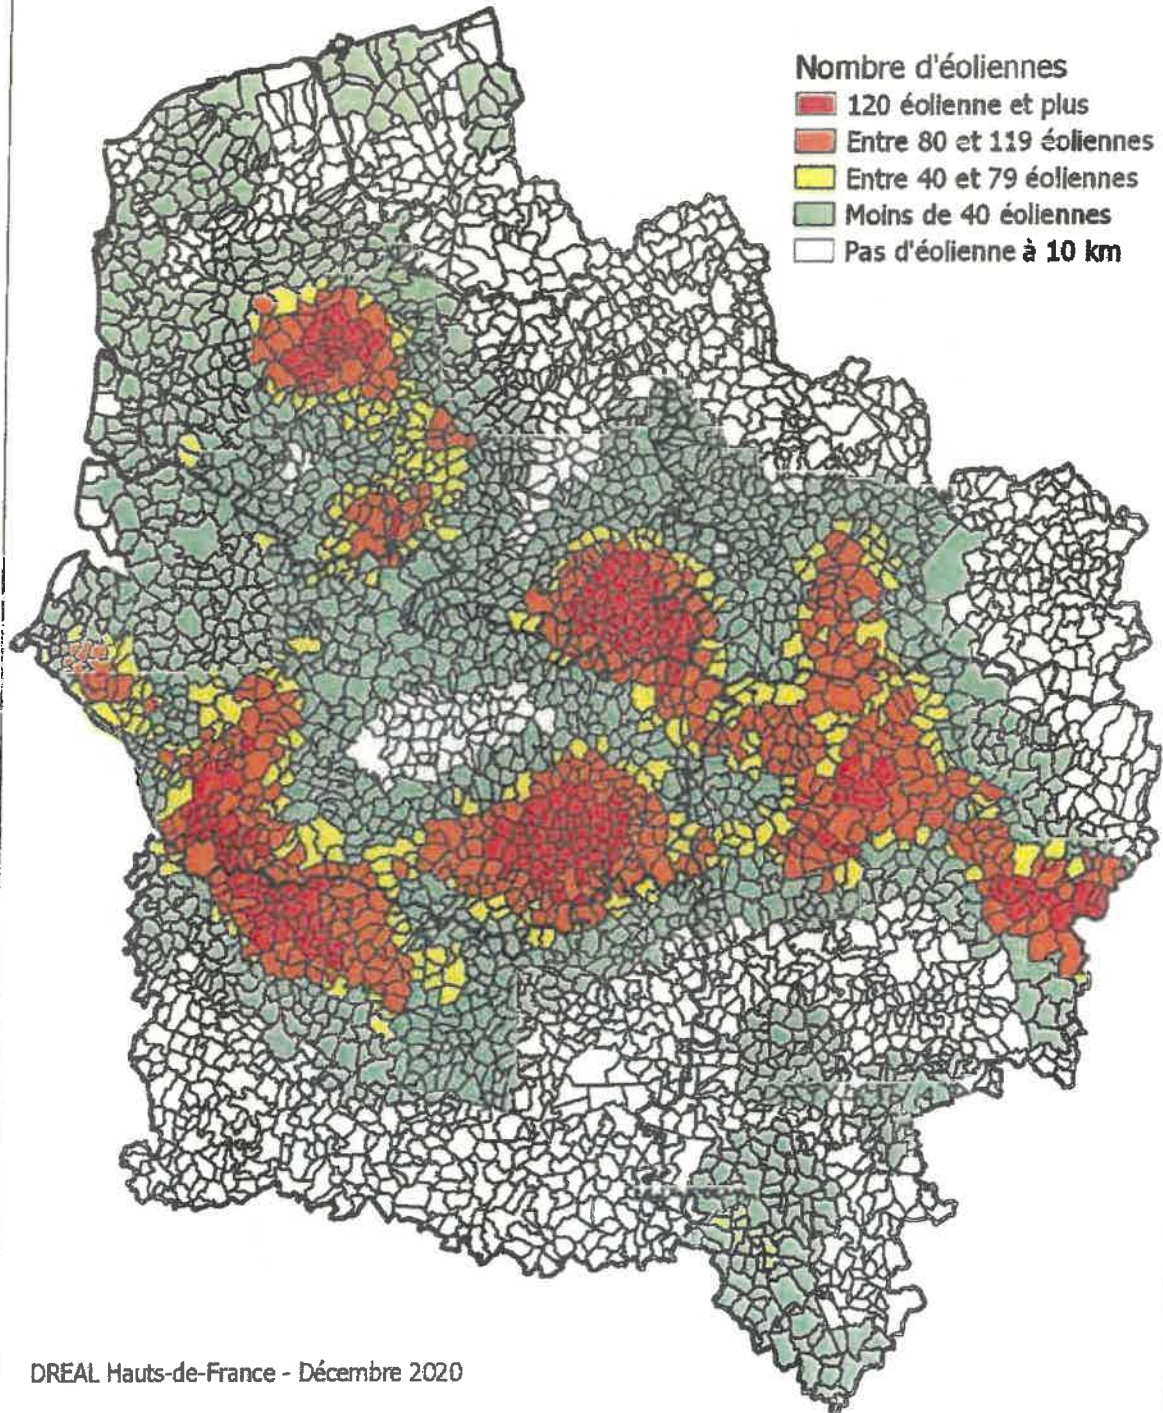 Nombre d'éoliennes
120 éolienne et plus
Entre 80 et 119 éoliennes
Entre 40 et 79 éoliennes
Moins de 40 éoliennes
Pas d'éolienne à 10 km
DREAL Hauts-de-France - Décembre 2020